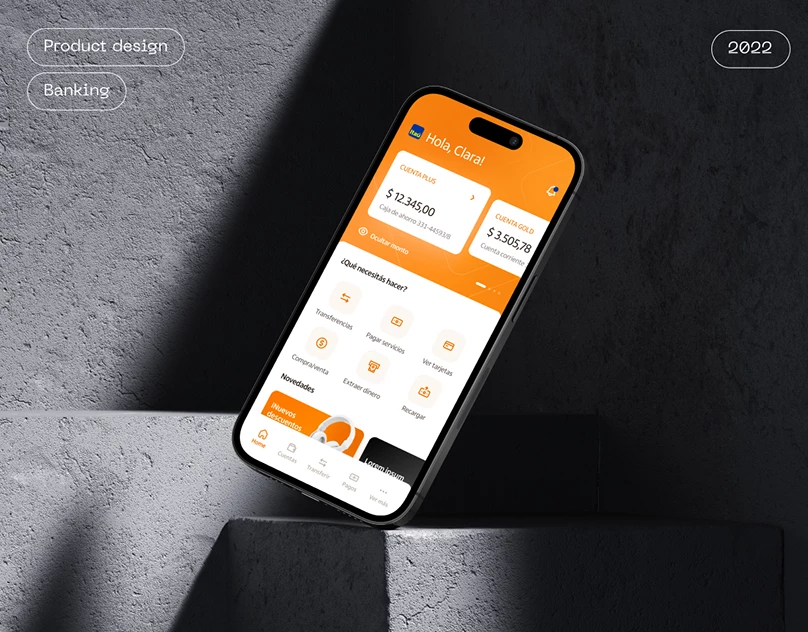 Product design
2022
Banking
itaú
Hola, Clara!
CUENTA PLUS
$ 12.345,00
Caja de ahorro 331-44593/8
CUENTA GOLD
$ 3.505,78
Cuenta corriente
Ocultar monto
¿Qué necesitás hacer?
Transferencias
Pagar servicios
Ver tarjetas
Compra/venta
Extraer dinero
Recargar
Novedades
¡Nuevos
descuentos
Lorem Ipsum
Home
Cuentas
Transferir
Pagos
Ver más